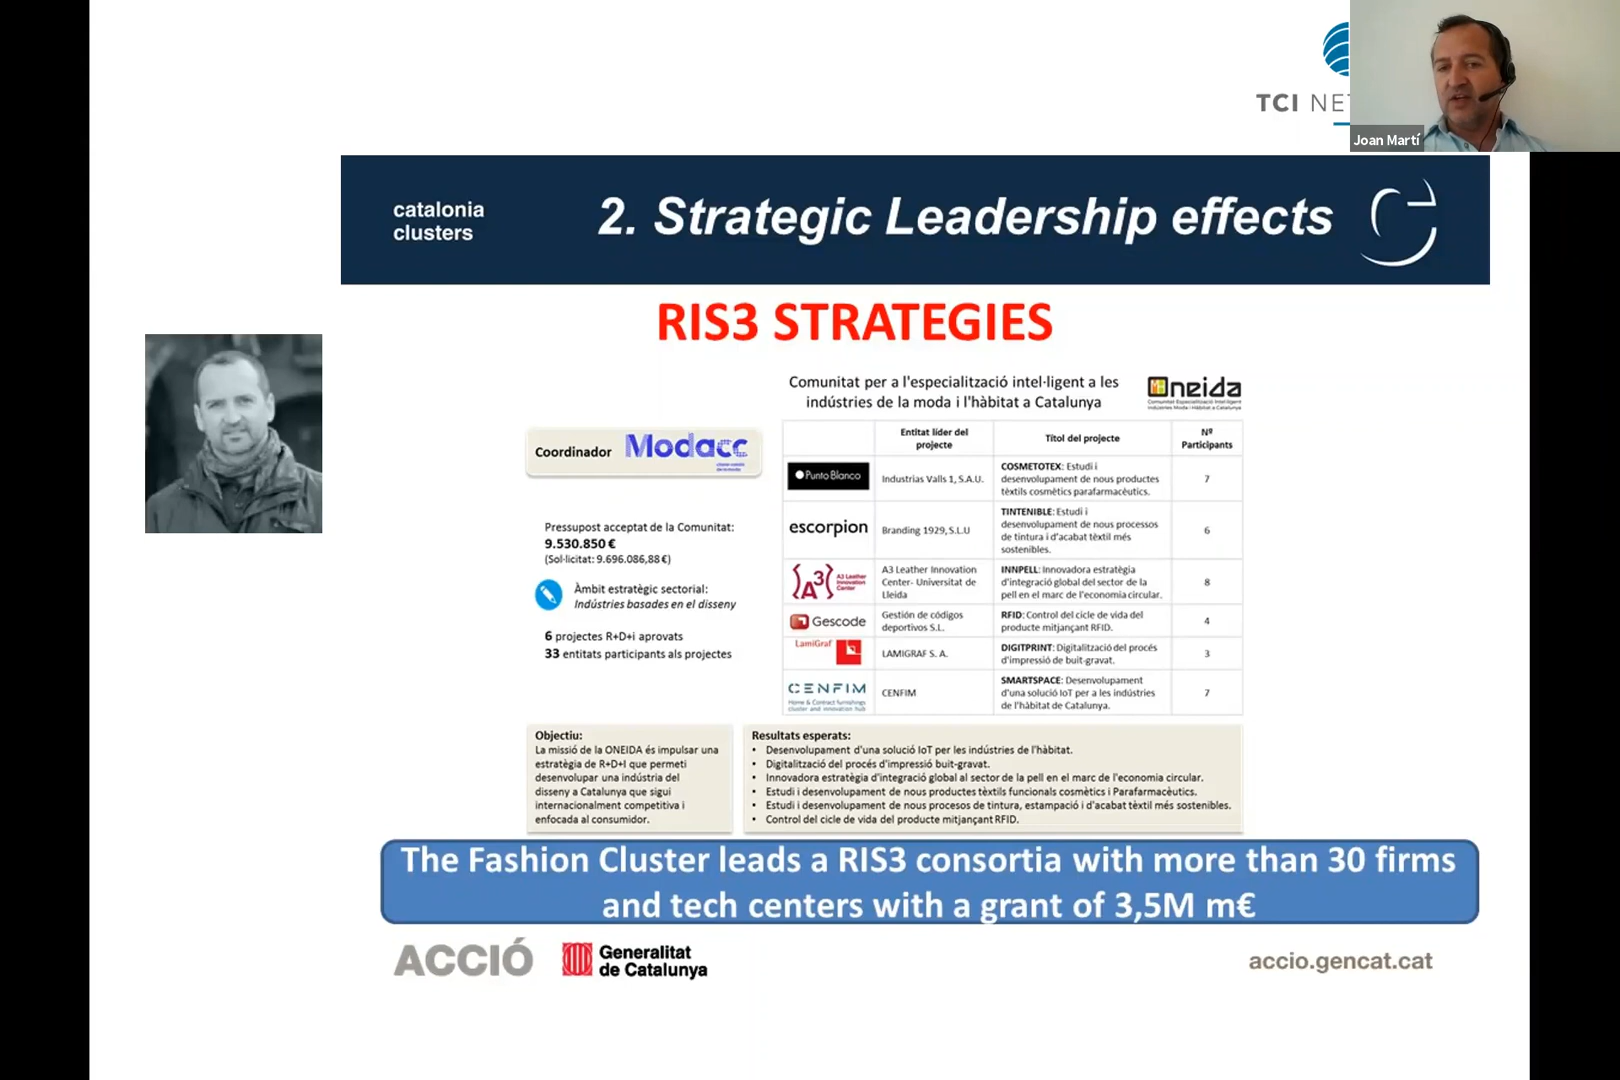 TCI NET
Joan Martí
catalonia
clusters
2. Strategic Leadership effects
RIS3 STRATEGIES
Comunitat per a l'especialització intel·ligent a les
indústries de la moda i l'hàbitat a Catalunya
Oneida
Coordinador
Modacc
Pressupost acceptat de la Comunitat:
9.530.850 €
(Sol·licitat: 9.696.086,88 €)
Àmbit estratègic sectorial:
Indústries basades en el disseny
6 projectes R+D+i aprovats
33 entitats participants als projectes
Entitat líder del
projecte
Títol del projecte
Nº
Participants
Punto Blanco
Industrias Valls 1, S.A.U.
COSMETOTEX: Estudi i
desenvolupament de nous productes
tèxtils cosmètics parafarmacèutics.
7
escorpion
Branding 1929, S.L.U
TINTENIBLE: Estudi i
desenvolupament de nous processos
de tintura i d'acabat tèxtil més
sostenibles.
6
A3 Leather
Innovation
Center
A3 Leather Innovation
Center- Universitat de
Lleida
INNPELL: Innovadora estratègia
d'integració global del sector de la
pell en el marc de l'economia circular.
8
Gescode
Gestión de códigos
deportivos S.L.
RFID: Control del cicle de vida del
producte mitjançant RFID.
4
LamiGraf
LAMIGRAF S. A.
DIGITPRINT: Digitalització del procés
d'impressió de buit-gravat.
3
CENFIM
Home & Contract furnishings
cluster and innovation hub
CENFIM
SMARTSPACE: Desenvolupament
d'una solució IoT per a les indústries
de l'hàbitat de Catalunya.
7
Objectiu:
La missió de la ONEIDA és impulsar una
estratègia de R+D+I que permeti
desenvolupar una indústria del
disseny a Catalunya que sigui
internacionalment competitiva i
enfocada al consumidor.
Resultats esperats:
• Desenvolupament d'una solució IoT per les indústries de l'hàbitat.
• Digitalització del procés d'impressió buit-gravat.
• Innovadora estratègia d'integració global al sector de la pell en el marc de l'economia circular.
• Estudi i desenvolupament de nous productes tèxtils funcionals cosmètics i Parafarmacèutics.
• Estudi i desenvolupament de nous procesos de tintura, estampació i d'acabat tèxtil més sostenibles.
• Control del cicle de vida del producte mitjançant RFID.
The Fashion Cluster leads a RIS3 consortia with more than 30 firms
and tech centers with a grant of 3,5M m€
ACCIÓ
Generalitat
de Catalunya
accio.gencat.cat